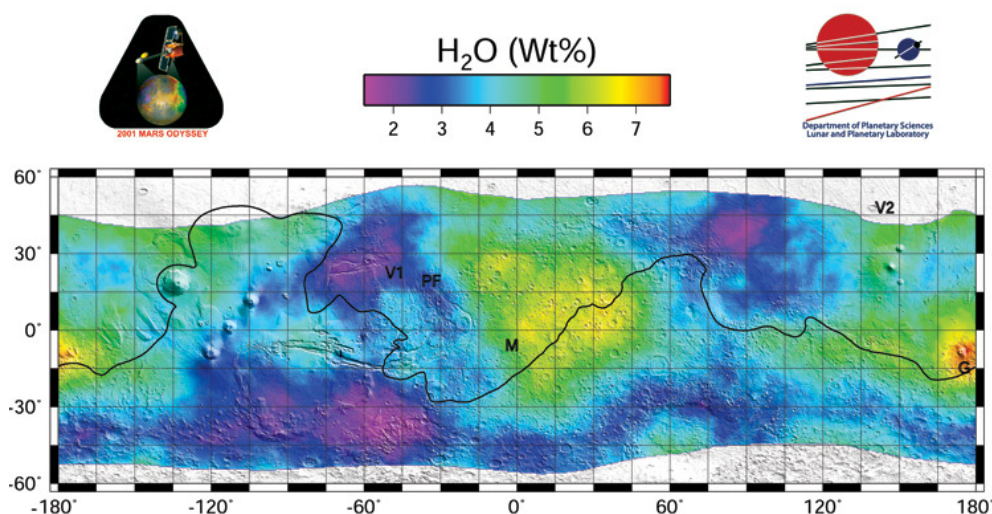 2001 MARS ODYSSEY
H₂O (Wt%)
2 3 4 5 6 7
Department of Planetary Sciences
Lunar and Planetary Laboratory
60°
30°
0°
-30°
-60°
V2
V1
PF
M
G
-180° -120° -60° 0° 60° 120° 180°